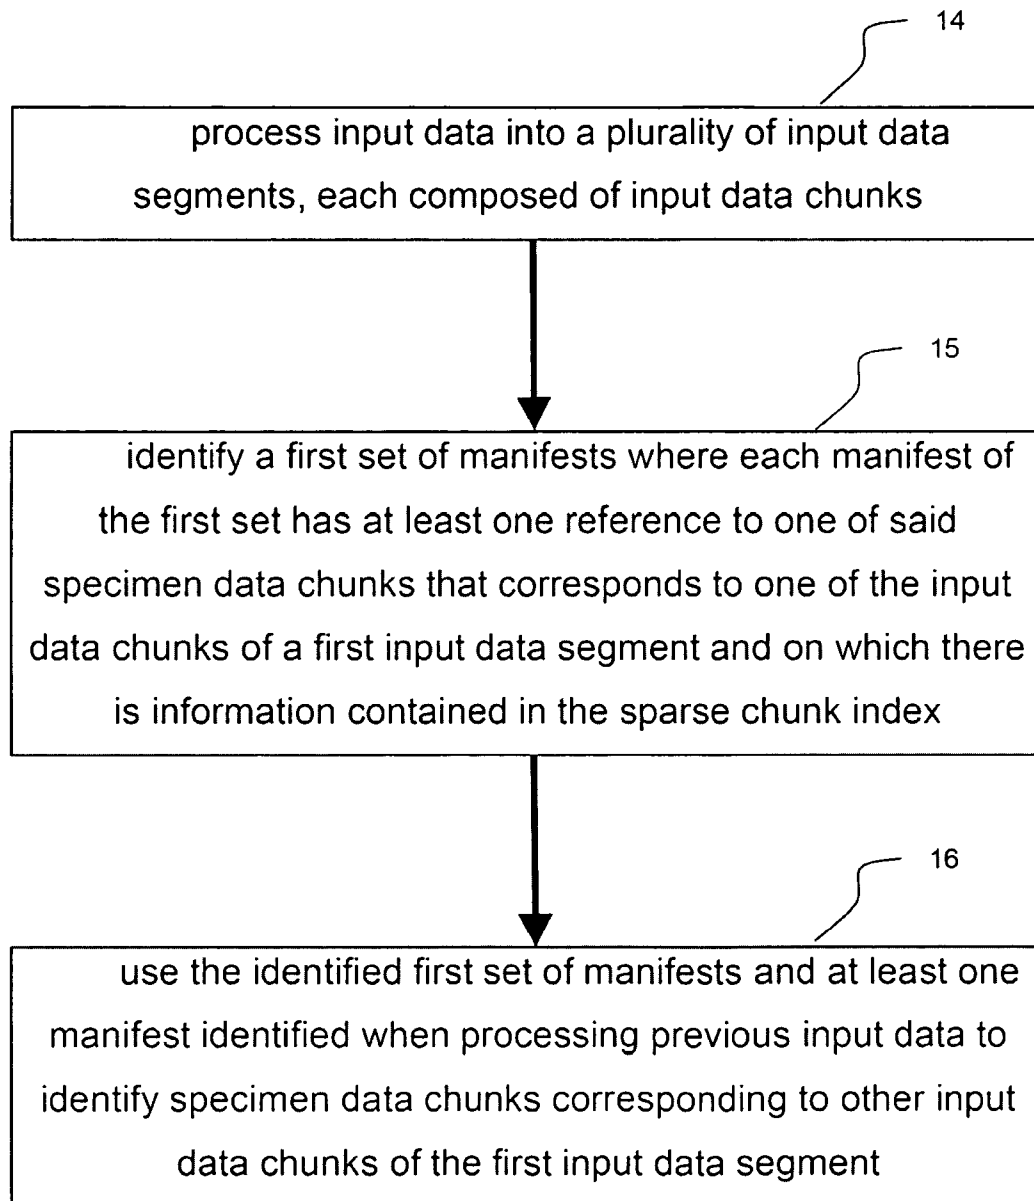 14
process input data into a plurality of input data
segments, each composed of input data chunks
15
identify a first set of manifests where each manifest of
the first set has at least one reference to one of said
specimen data chunks that corresponds to one of the input
data chunks of a first input data segment and on which there
is information contained in the sparse chunk index
16
use the identified first set of manifests and at least one
manifest identified when processing previous input data to
identify specimen data chunks corresponding to other input
data chunks of the first input data segment